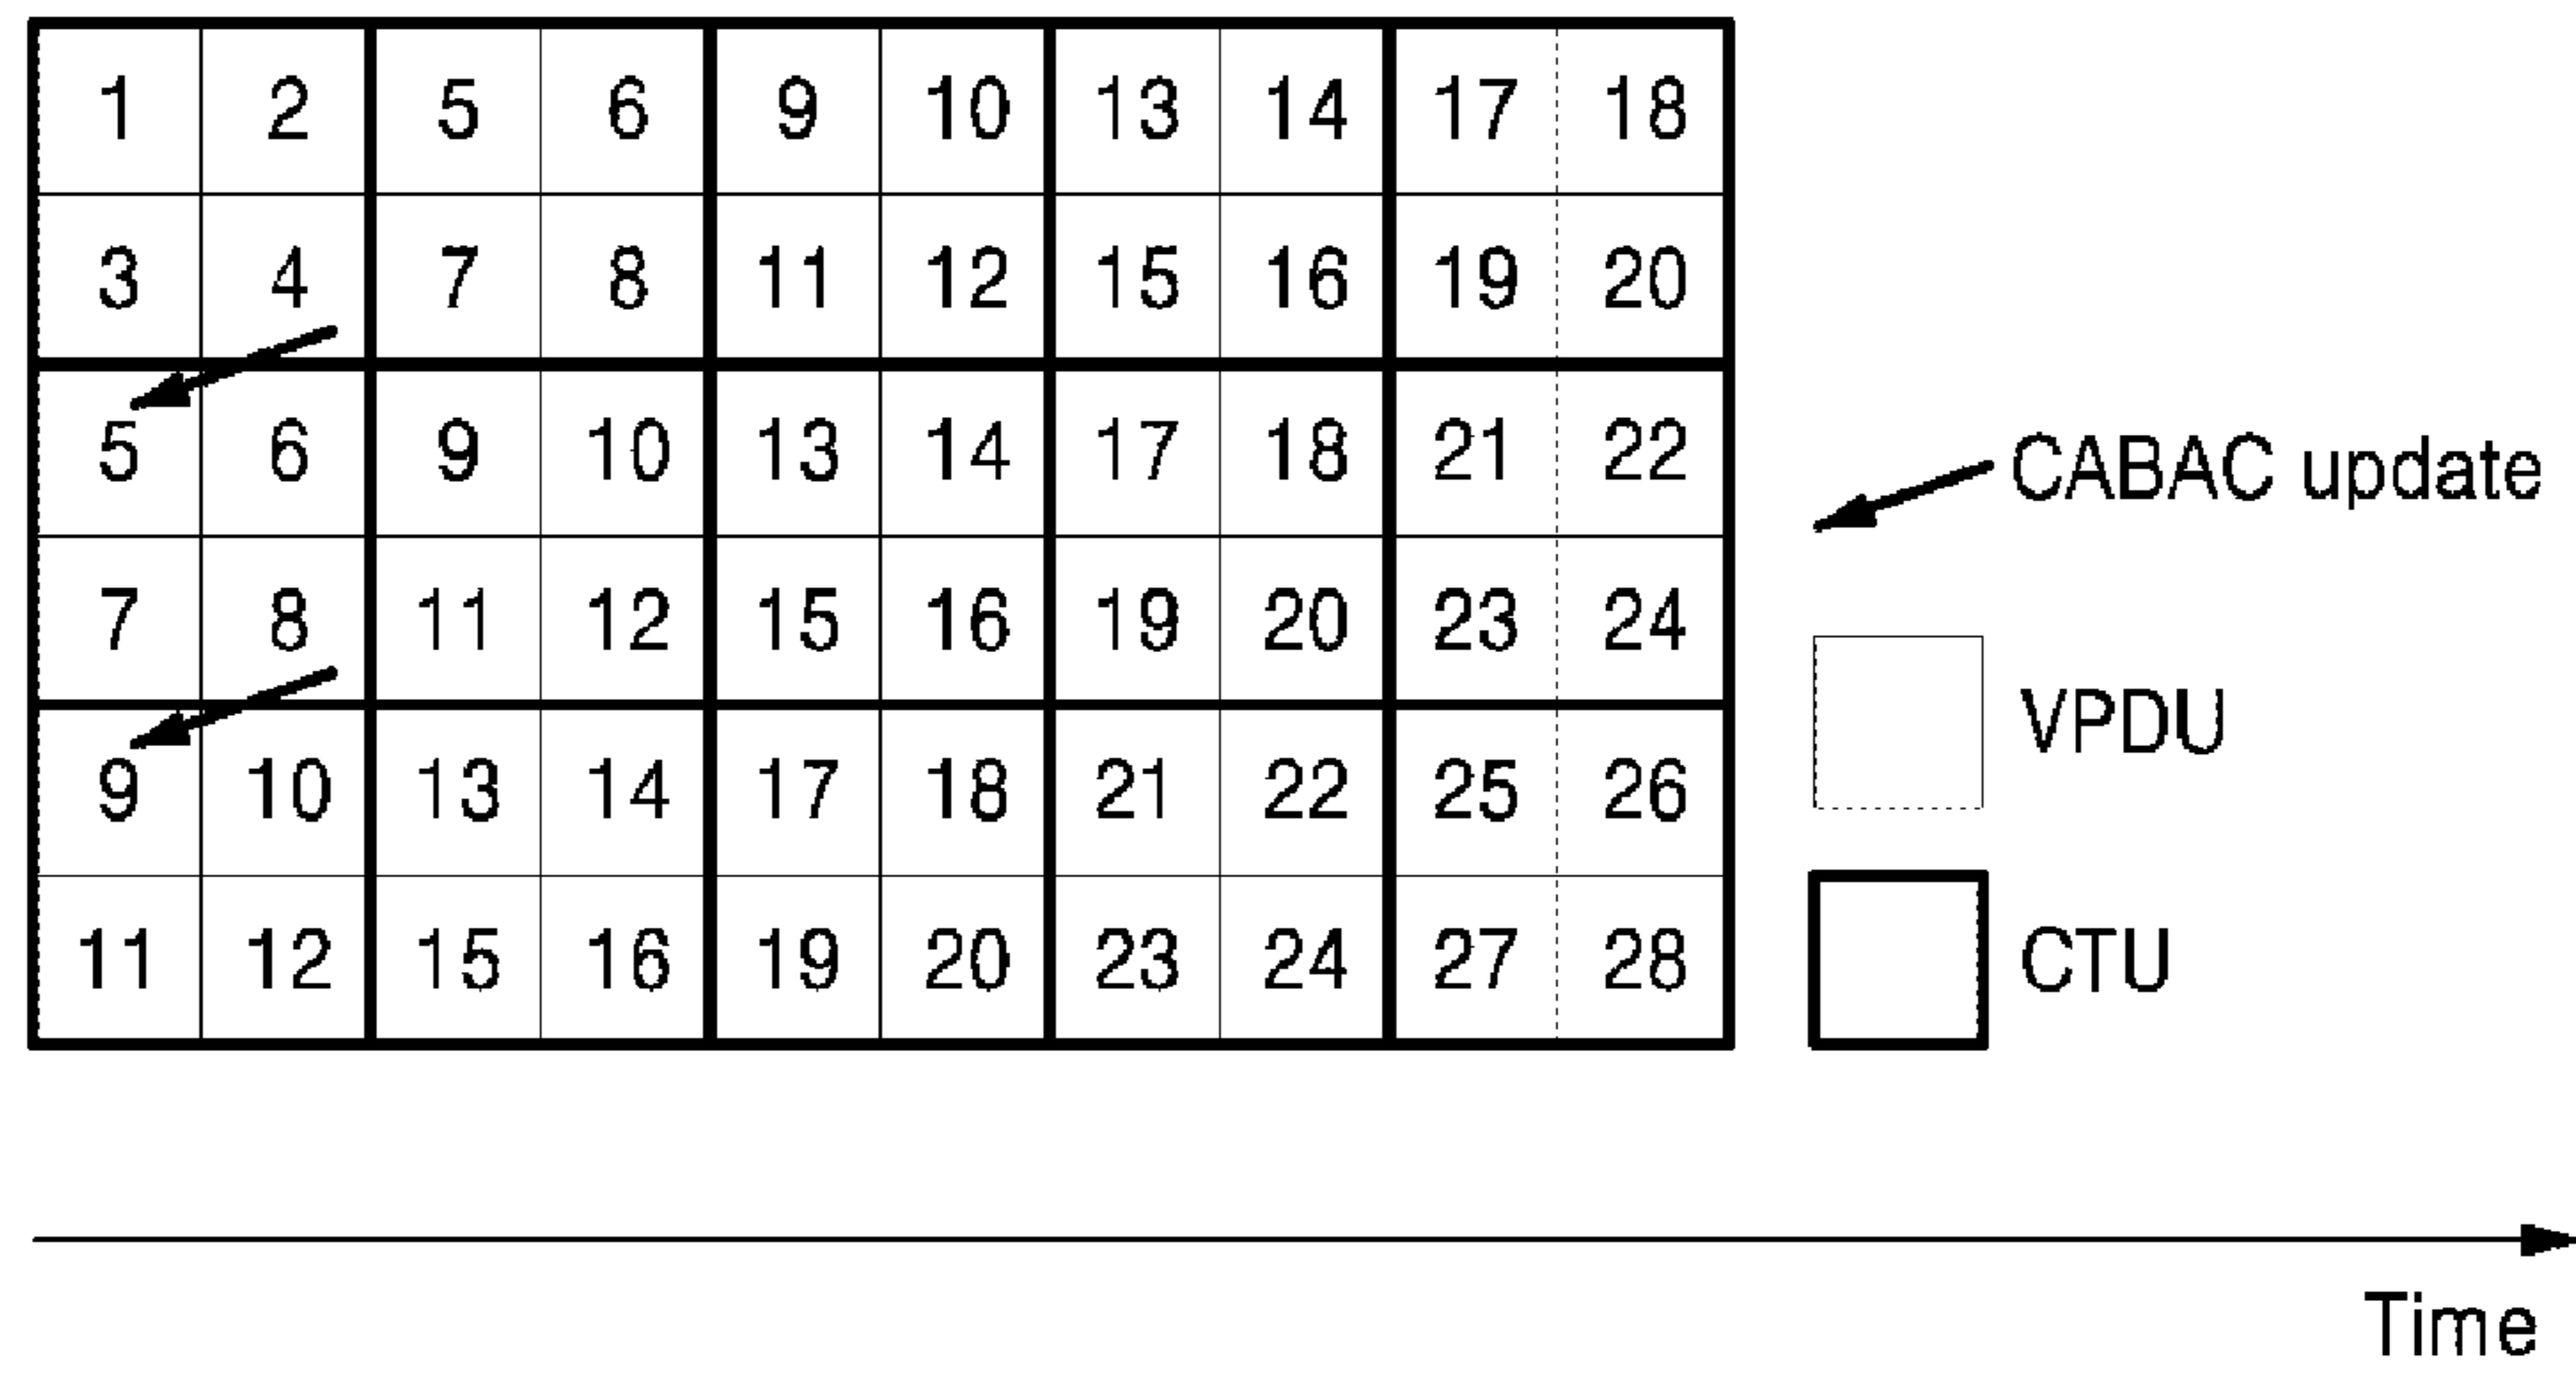 1 2 5 6 9 10 13 14 17 18
3 4 7 8 11 12 15 16 19 20
5 6 9 10 13 14 17 18 21 22
7 8 11 12 15 16 19 20 23 24
9 10 13 14 17 18 21 22 25 26
11 12 15 16 19 20 23 24 27 28
CABAC update
VPDU
CTU
Time